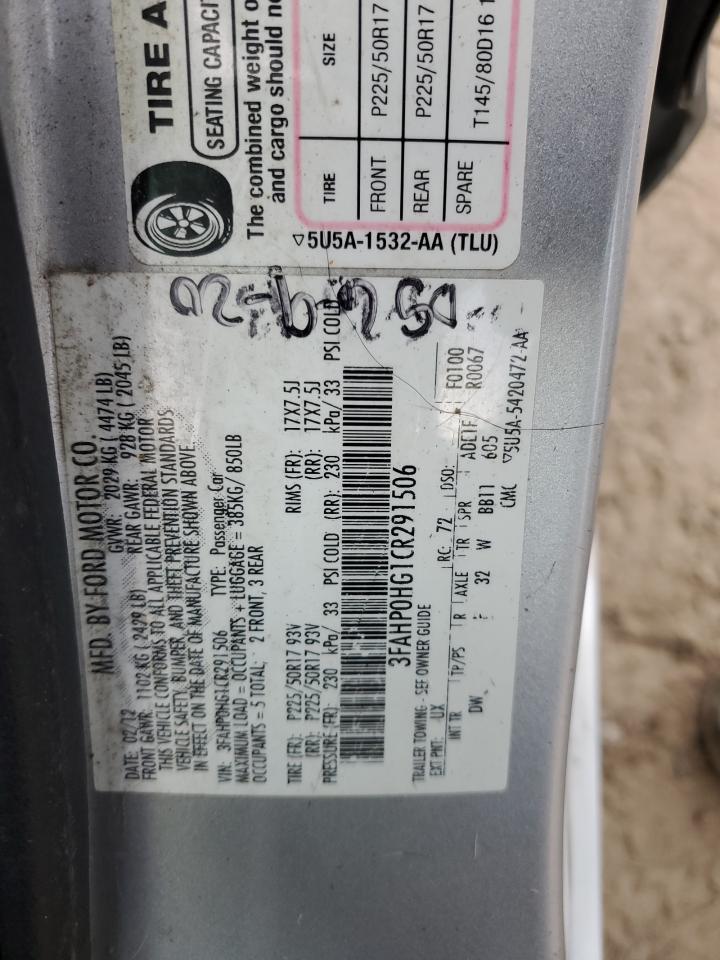 TIRE A
SEATING CAPACI
The combined weight o
and cargo should ne
TIRE SIZE
FRONT P225/50R17
REAR P225/50R17
SPARE T145/80D16 1
▽5U5A-1532-AA (TLU)
MFD. BY FORD MOTOR CO.
DATE: 02/12 GVWR: 2029 KG ( 4474 LB)
FRONT GAWR: 1102 KG ( 2429 LB) REAR GAWR: 928 KG ( 2045 LB)
THIS VEHICLE CONFORMS TO ALL APPLICABLE FEDERAL MOTOR
VEHICLE SAFETY, BUMPER, AND THEFT PREVENTION STANDARDS
IN EFFECT ON THE DATE OF MANUFACTURE SHOWN ABOVE.
VIN: 3FAHP0HG1CR291506 TYPE: Passenger Car
MAXIMUM LOAD = OCCUPANTS + LUGGAGE = 385KG/ 850LB
OCCUPANTS = 5 TOTAL; 2 FRONT, 3 REAR
TIRE (FR): P225/50R17 93V RIMS (FR): 17X7.5J
(RR): P225/50R17 93V (RR): 17X7.5J
PRESSURE (FR): 230 kPa/ 33 PSI COLD (RR): 230 kPa/ 33 PSI COLD
3FAHP0HG1CR291506
TRAILER TOWING - SEE OWNER GUIDE
EXT PNT: UX RC: 72 DSO: F0100
R0067
INT TR TP/PS R AXLE TR SPR ADETF
DW 32 W BB11 605
CMC ▽5U5A-5420472-AA